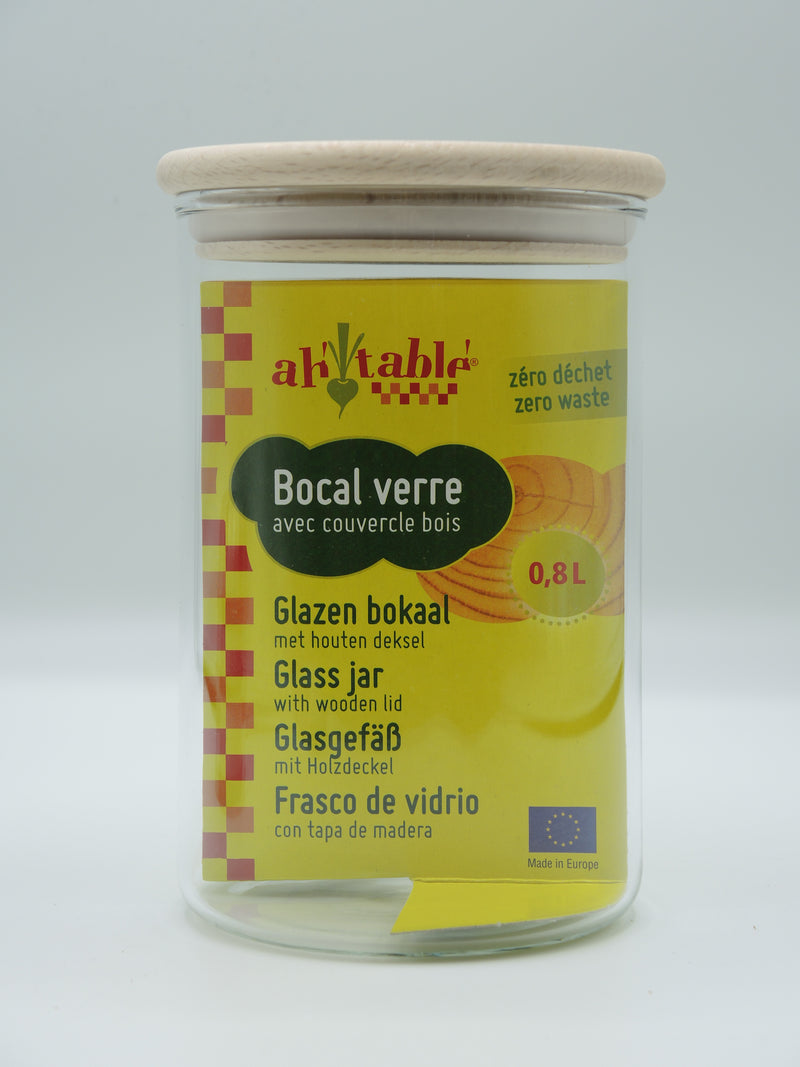 ah! table!®
zéro déchet
zero waste
Bocal verre
avec couvercle bois
0,8 L
Glazen bokaal
met houten deksel
Glass jar
with wooden lid
Glasgefäß
mit Holzdeckel
Frasco de vidrio
con tapa de madera
Made in Europe